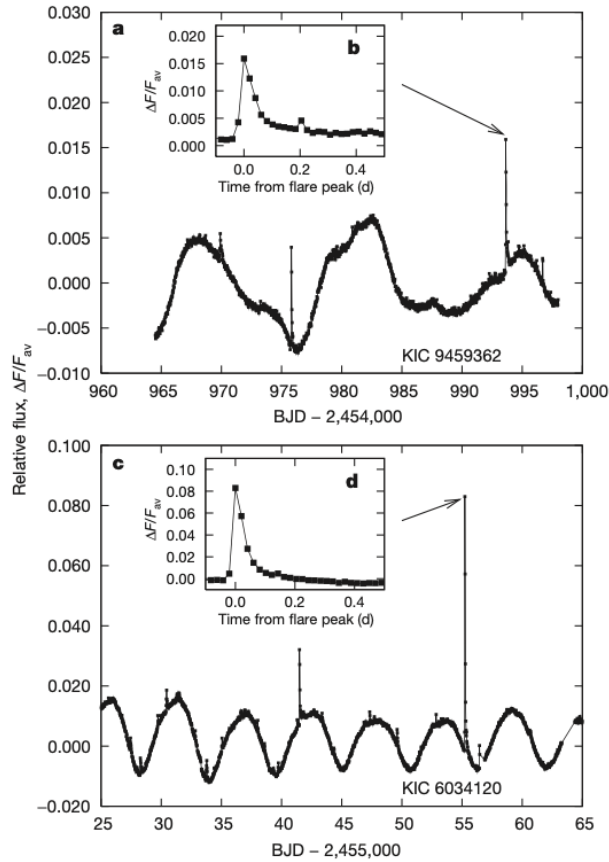 0.030
a
0.025
0.020
0.015
0.010
0.005
0.000
−0.005
−0.010
b
ΔF/Fav
0.020
0.015
0.010
0.005
0.000
0.0 0.2 0.4
Time from flare peak (d)
KIC 9459362
960 965 970 975 980 985 990 995 1,000
BJD − 2,454,000
Relative flux, ΔF/Fav
0.100
c
0.080
0.060
0.040
0.020
0.000
−0.020
d
ΔF/Fav
0.10
0.08
0.06
0.04
0.02
0.00
0.0 0.2 0.4
Time from flare peak (d)
KIC 6034120
25 30 35 40 45 50 55 60 65
BJD − 2,455,000